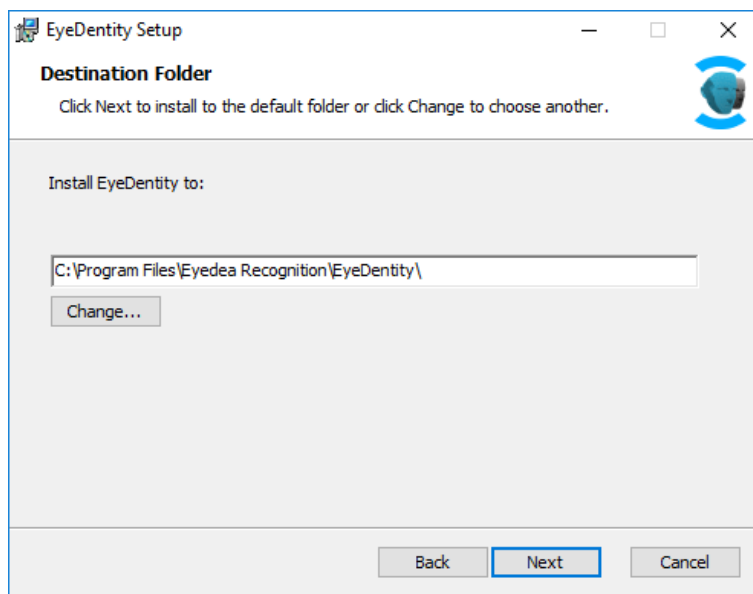 EyeDentity Setup
Destination Folder
Click Next to install to the default folder or click Change to choose another.
Install EyeDentity to:
C:\Program Files\Eyedea Recognition\EyeDentity\
Change...
Back Next Cancel